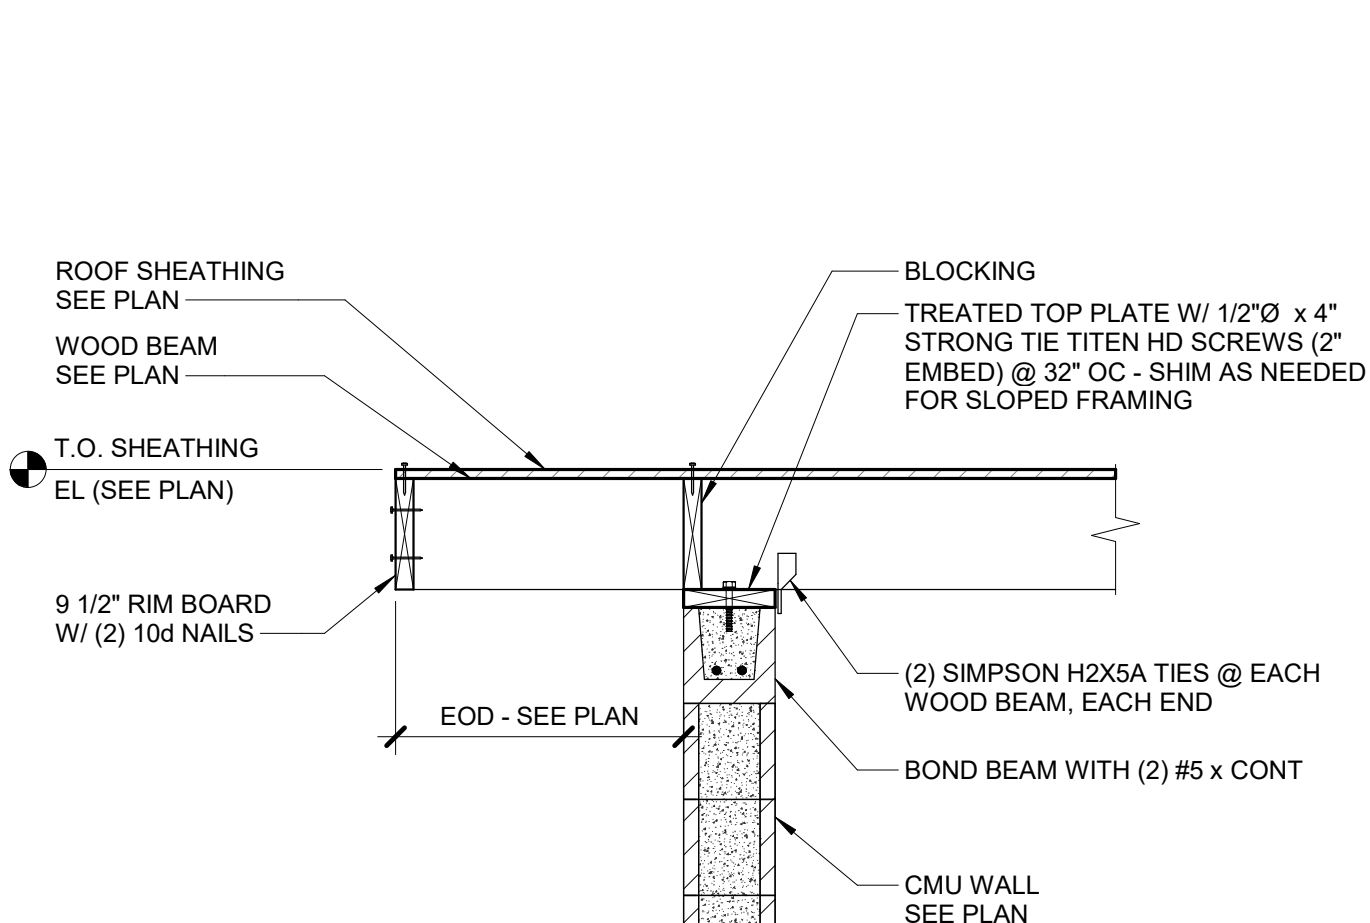 ROOF SHEATHING
SEE PLAN
WOOD BEAM
SEE PLAN
T.O. SHEATHING
EL (SEE PLAN)
9 1/2" RIM BOARD
W/ (2) 10d NAILS
EOD - SEE PLAN
BLOCKING
TREATED TOP PLATE W/ 1/2"Ø x 4"
STRONG TIE TITEN HD SCREWS (2"
EMBED) @ 32" OC - SHIM AS NEEDED
FOR SLOPED FRAMING
(2) SIMPSON H2X5A TIES @ EACH
WOOD BEAM, EACH END
BOND BEAM WITH (2) #5 x CONT
CMU WALL
SEE PLAN